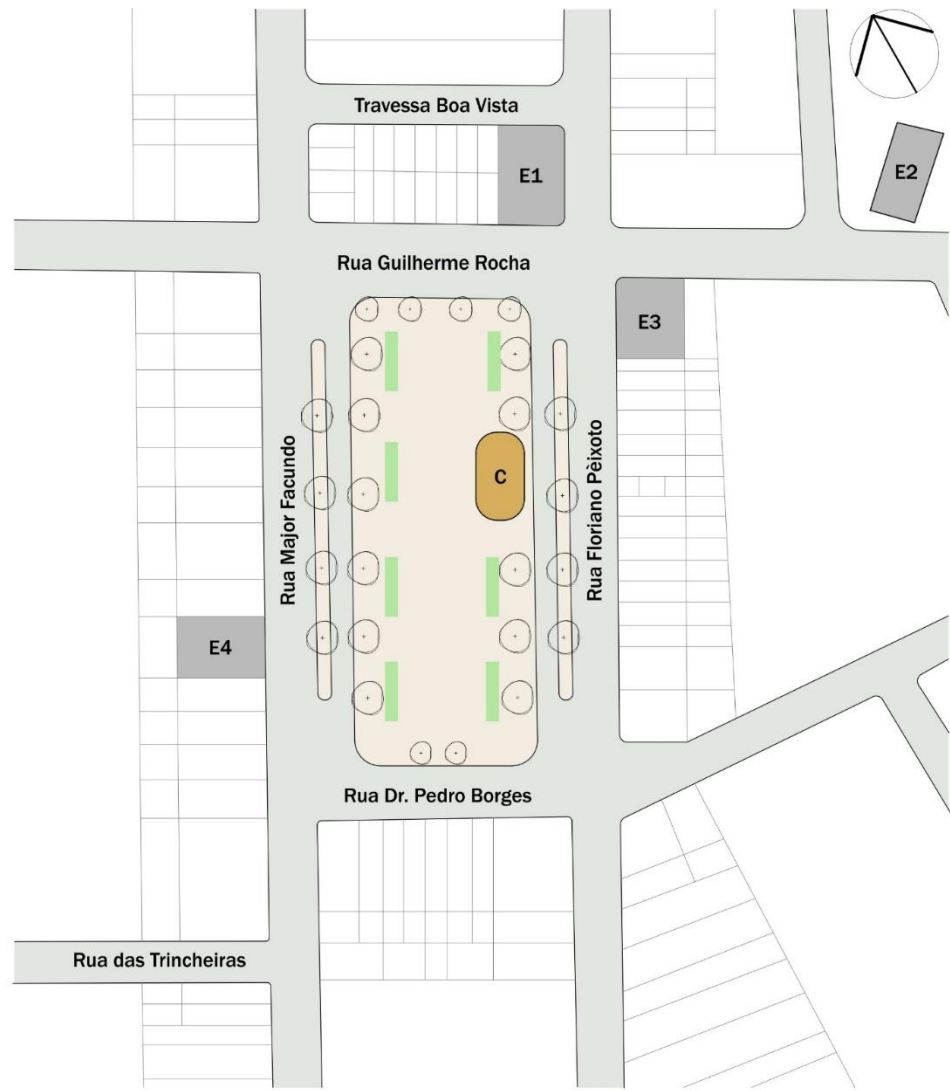 Travessa Boa Vista
E1
E2
Rua Guilherme Rocha
E3
C
Rua Major Facundo
Rua Floriano Pèixoto
E4
Rua Dr. Pedro Borges
Rua das Trincheiras